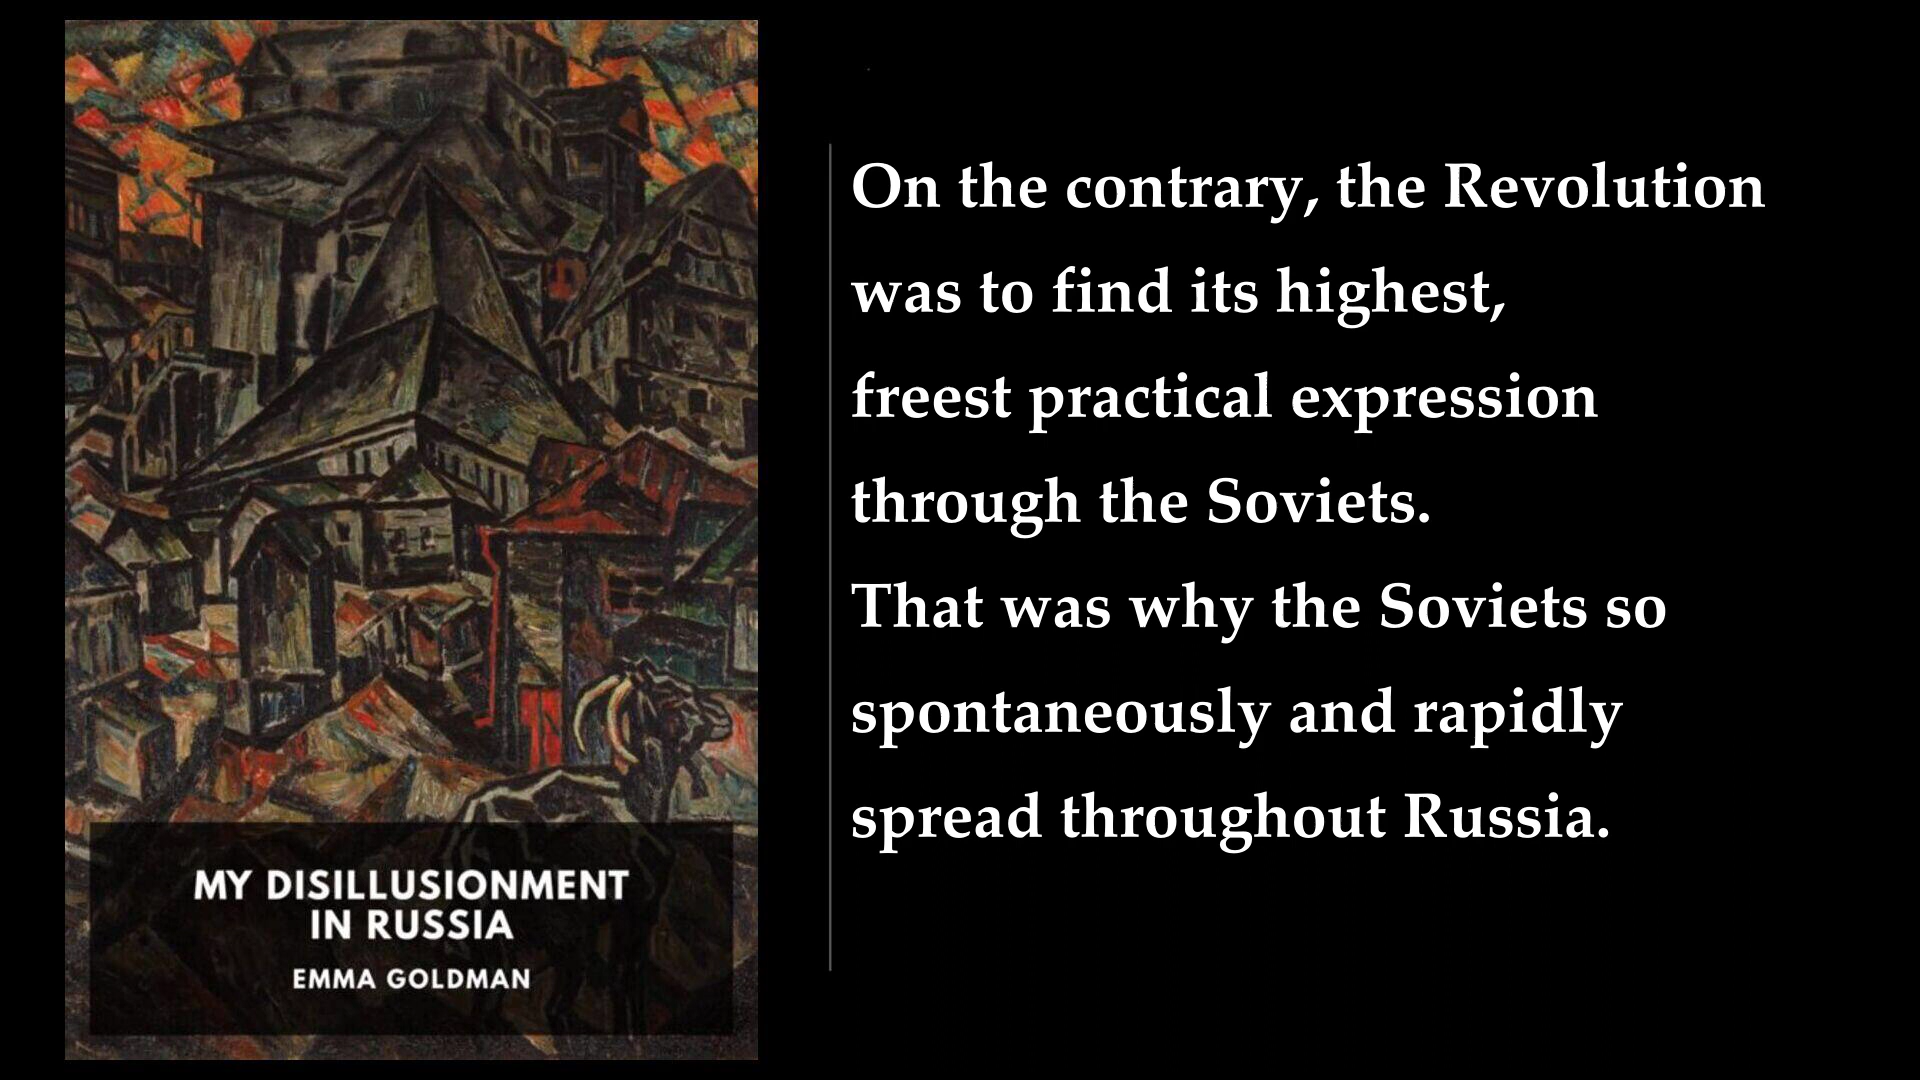 MY DISILLUSIONMENT
IN RUSSIA
EMMA GOLDMAN
On the contrary, the Revolution
was to find its highest,
freest practical expression
through the Soviets.
That was why the Soviets so
spontaneously and rapidly
spread throughout Russia.